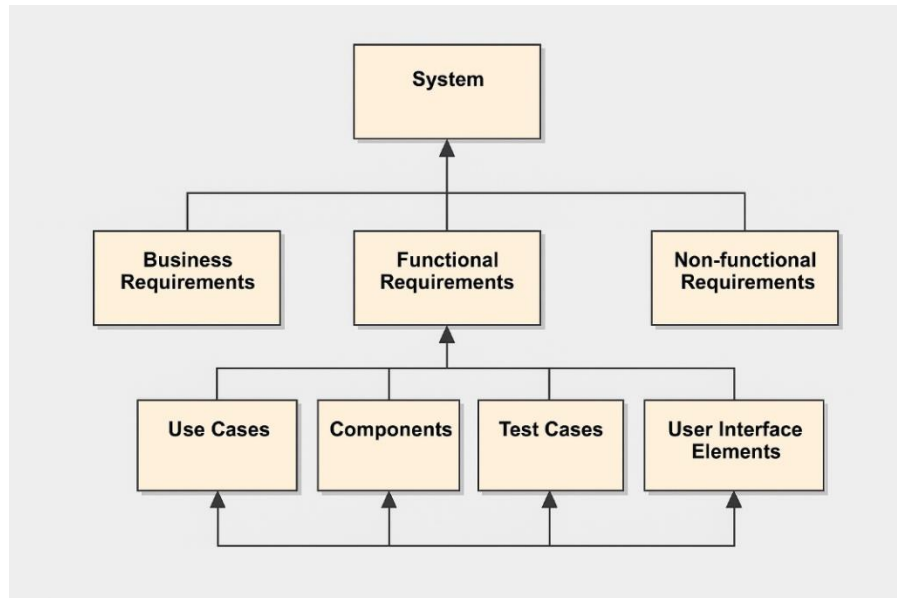 System
Business
Requirements
Functional
Requirements
Non-functional
Requirements
Use Cases
Components
Test Cases
User Interface
Elements